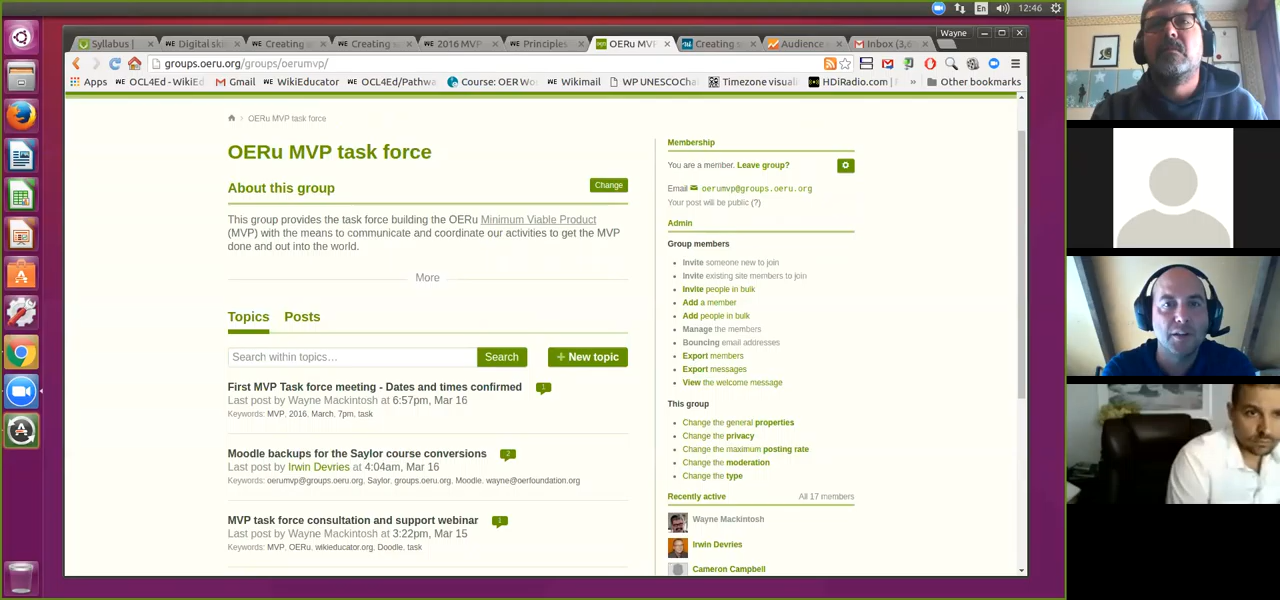 En
12:46
Wayne
Syllabus |
Digital skil
Creating an
Creating su
2016 MVP
Principles
OERu MVP
Creating s
Audience
Inbox (3,6
groups.oeru.org/groups/oerumvp/
Apps
OCL4Ed - WikiEd
Gmail
WikiEducator
OCL4Ed/Pathwa
Course: OER Wor
Wikimail
WP UNESCOCha
Timezone visuali
HDiRadio.com | R
»
Other bookmarks
OERu MVP task force
OERu MVP task force
About this group
Change
This group provides the task force building the OERu Minimum Viable Product
(MVP) with the means to communicate and coordinate our activities to get the MVP
done and out into the world.
More
Topics
Posts
Search within topics…
Search
+ New topic
First MVP Task force meeting - Dates and times confirmed
1
Last post by Wayne Mackintosh at 6:57pm, Mar 16
Keywords: MVP, 2016, March, 7pm, task
Moodle backups for the Saylor course conversions
2
Last post by Irwin Devries at 4:04am, Mar 16
Keywords: oerumvp@groups.oeru.org, Saylor, groups.oeru.org, Moodle, wayne@oerfoundation.org
MVP task force consultation and support webinar
1
Last post by Wayne Mackintosh at 3:22pm, Mar 15
Keywords: MVP, OERu, wikieducator.org, Doodle, task
Membership
You are a member. Leave group?
Email oerumvp@groups.oeru.org
Your post will be public (?)
Admin
Group members
Invite someone new to join
Invite existing site members to join
Invite people in bulk
Add a member
Add people in bulk
Manage the members
Bouncing email addresses
Export members
Export messages
View the welcome message
This group
Change the general properties
Change the privacy
Change the maximum posting rate
Change the moderation
Change the type
Recently active
All 17 members
Wayne Mackintosh
Irwin Devries
Cameron Campbell